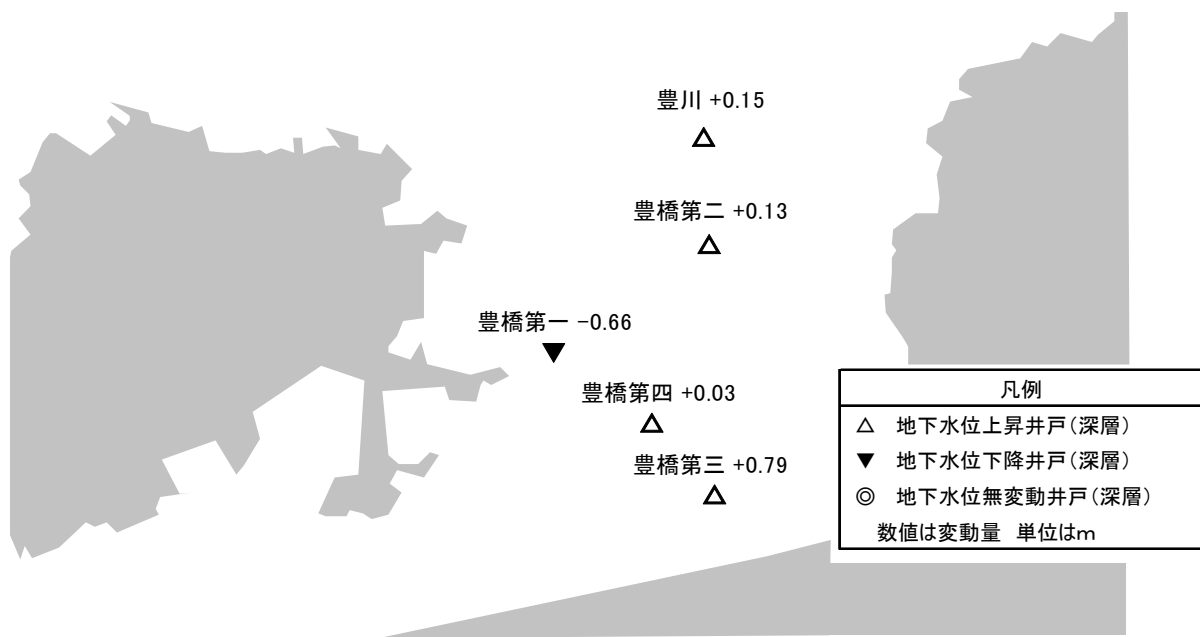 豊川 +0.15
豊橋第二 +0.13
豊橋第一 −0.66
豊橋第四 +0.03
豊橋第三 +0.79
凡例
△ 地下水位上昇井戸(深層)
▼ 地下水位下降井戸(深層)
◎ 地下水位無変動井戸(深層)
数値は変動量 単位はm